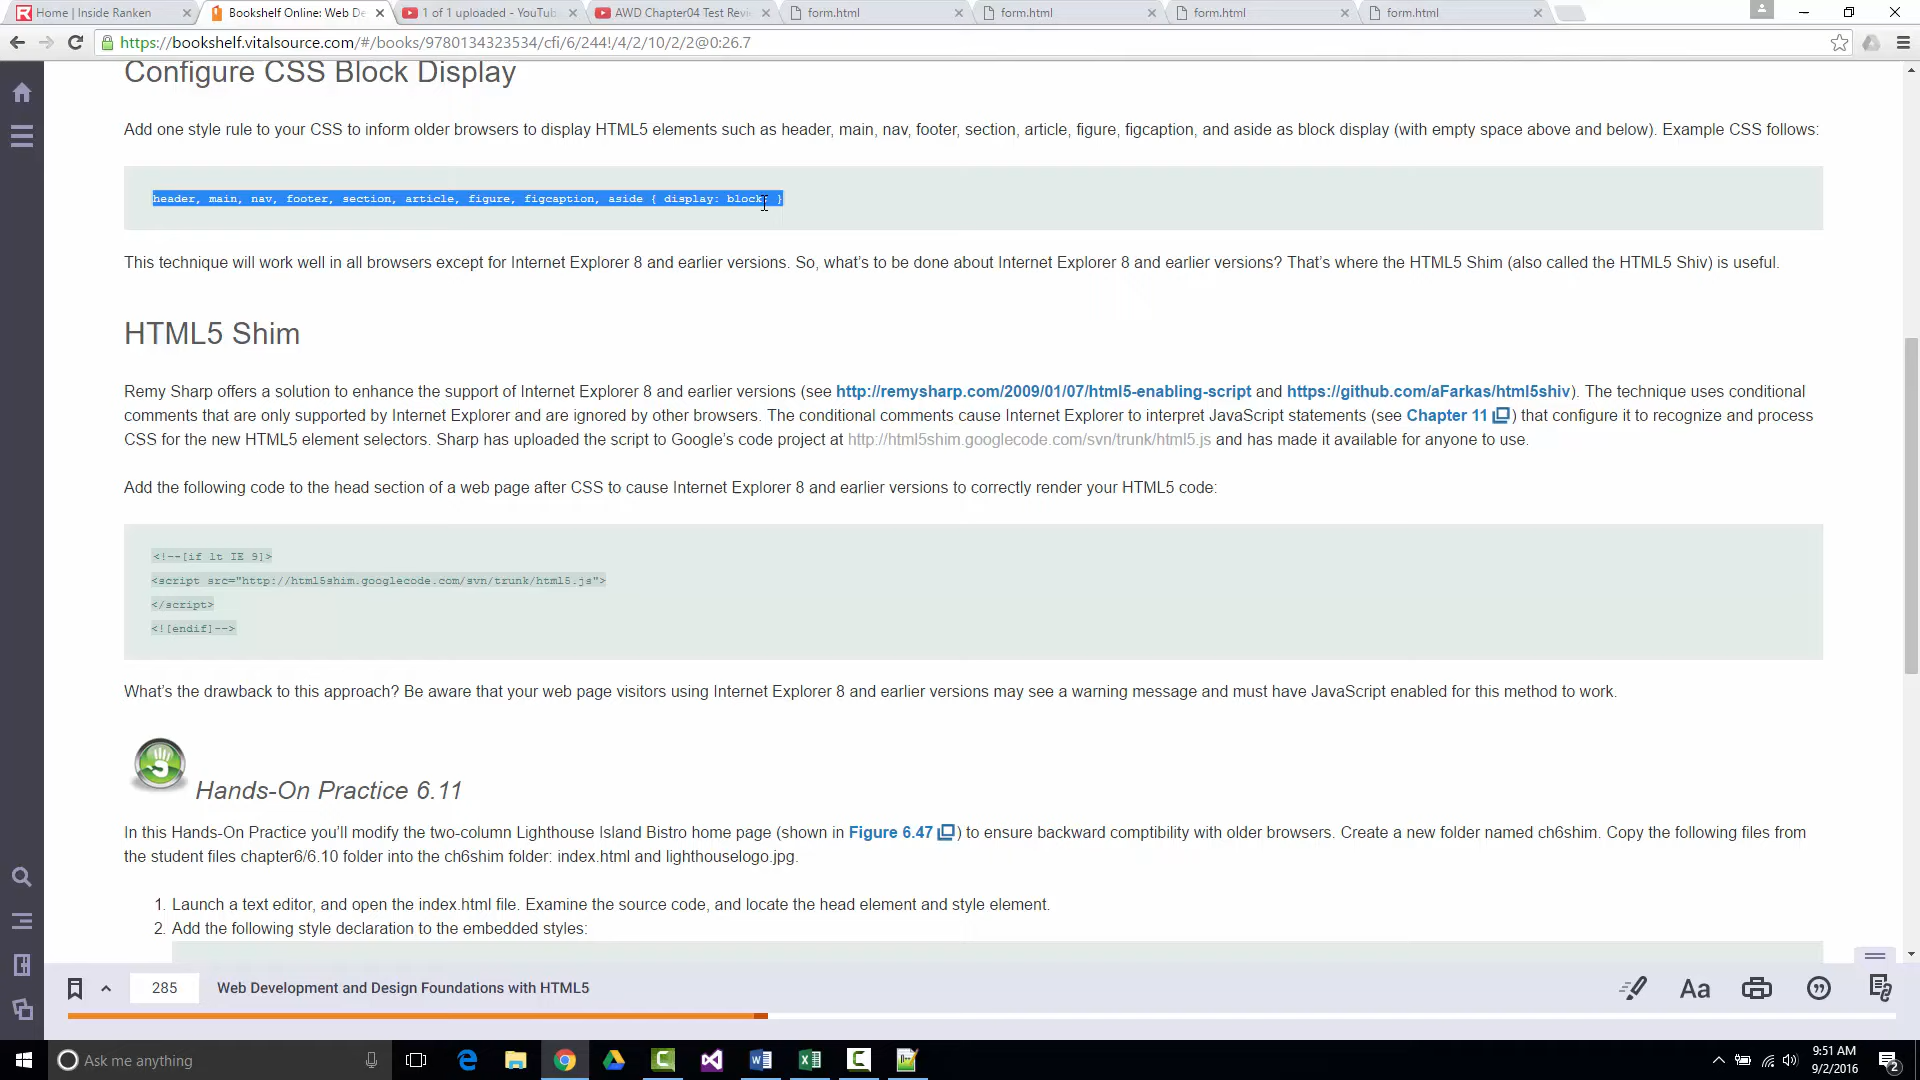 Home | Inside Ranken
Bookshelf Online: Web De
1 of 1 uploaded - YouTub
AWD Chapter04 Test Revi
form.html
form.html
form.html
form.html
https://bookshelf.vitalsource.com/#/books/9780134323534/cfi/6/244!/4/2/10/2/2@0:26.7
Configure CSS Block Display
Add one style rule to your CSS to inform older browsers to display HTML5 elements such as header, main, nav, footer, section, article, figure, figcaption, and aside as block display (with empty space above and below). Example CSS follows:
header, main, nav, footer, section, article, figure, figcaption, aside { display: block; }
This technique will work well in all browsers except for Internet Explorer 8 and earlier versions. So, what's to be done about Internet Explorer 8 and earlier versions? That's where the HTML5 Shim (also called the HTML5 Shiv) is useful.
HTML5 Shim
Remy Sharp offers a solution to enhance the support of Internet Explorer 8 and earlier versions (see http://remysharp.com/2009/01/07/html5-enabling-script and https://github.com/aFarkas/html5shiv). The technique uses conditional
comments that are only supported by Internet Explorer and are ignored by other browsers. The conditional comments cause Internet Explorer to interpret JavaScript statements (see Chapter 11) that configure it to recognize and process
CSS for the new HTML5 element selectors. Sharp has uploaded the script to Google's code project at http://html5shim.googlecode.com/svn/trunk/html5.js and has made it available for anyone to use.
Add the following code to the head section of a web page after CSS to cause Internet Explorer 8 and earlier versions to correctly render your HTML5 code:
<!--[if lt IE 9]>
<script src="http://html5shim.googlecode.com/svn/trunk/html5.js">
</script>
<![endif]-->
What's the drawback to this approach? Be aware that your web page visitors using Internet Explorer 8 and earlier versions may see a warning message and must have JavaScript enabled for this method to work.
Hands-On Practice 6.11
In this Hands-On Practice you'll modify the two-column Lighthouse Island Bistro home page (shown in Figure 6.47) to ensure backward comptibility with older browsers. Create a new folder named ch6shim. Copy the following files from
the student files chapter6/6.10 folder into the ch6shim folder: index.html and lighthouselogo.jpg.
1. Launch a text editor, and open the index.html file. Examine the source code, and locate the head element and style element.
2. Add the following style declaration to the embedded styles:
285
Web Development and Design Foundations with HTML5
Aa
Ask me anything
9:51 AM
9/2/2016
2